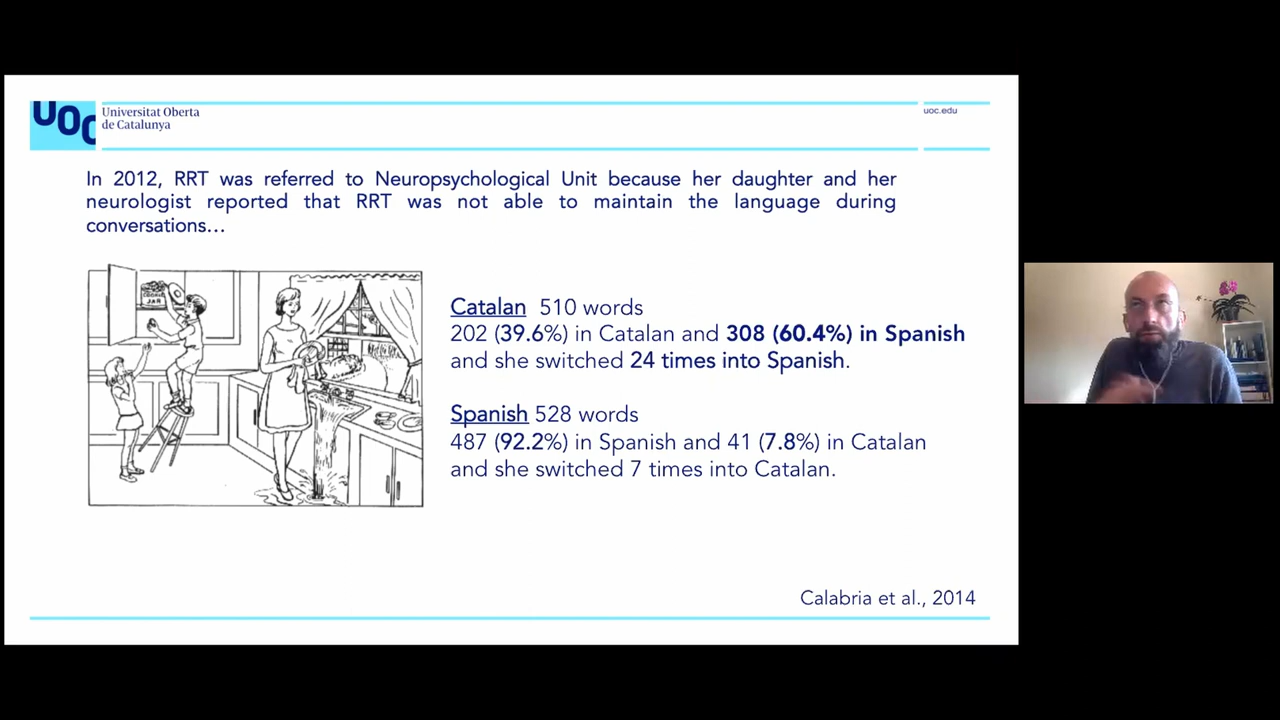 UOC
Universitat Oberta
de Catalunya
uoc.edu
In 2012, RRT was referred to Neuropsychological Unit because her daughter and her
neurologist reported that RRT was not able to maintain the language during
conversations…
COOKIE
JAR
Catalan 510 words
202 (39.6%) in Catalan and 308 (60.4%) in Spanish
and she switched 24 times into Spanish.
Spanish 528 words
487 (92.2%) in Spanish and 41 (7.8%) in Catalan
and she switched 7 times into Catalan.
Calabria et al., 2014